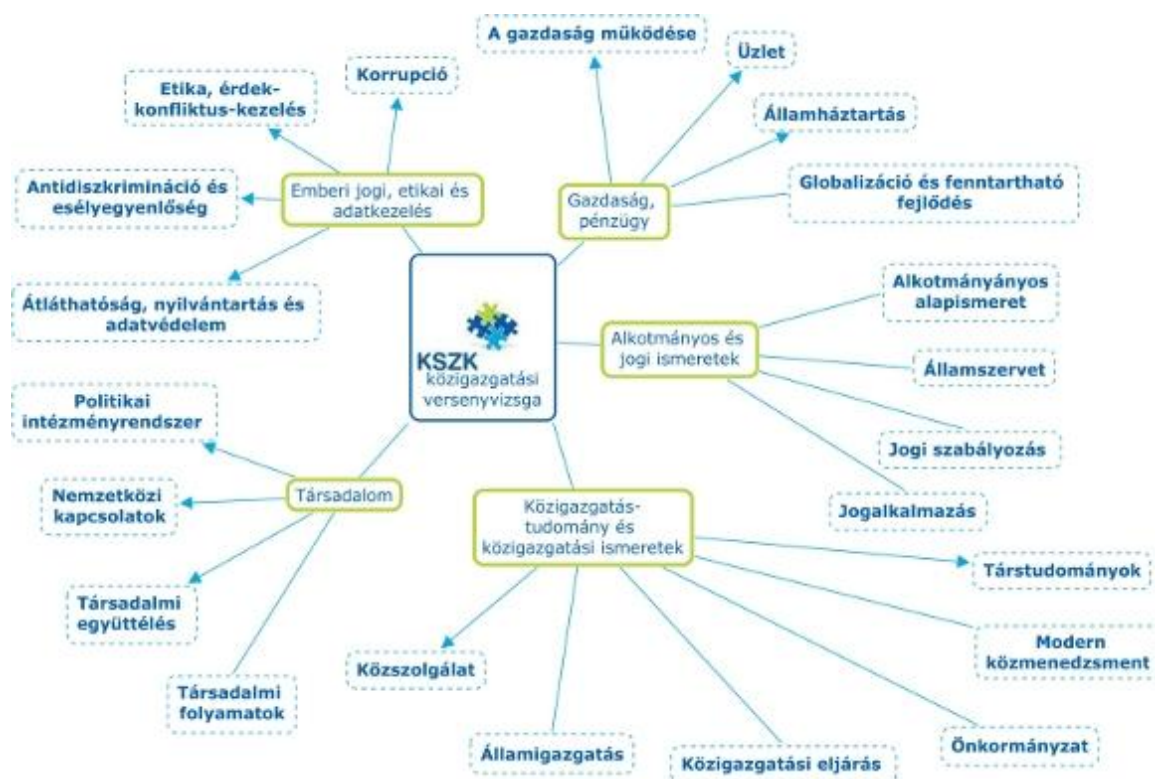 A gazdaság működése
Üzlet
Korrupció
Etika, érdek-
konfliktus-kezelés
Államháztartás
Antidiszkrimináció és
esélyegyenlőség
Emberi jogi, etikai és
adatkezelés
Gazdaság,
pénzügy
Globalizáció és fenntartható
fejlődés
Átláthatóság, nyilvántartás és
adatvédelem
Alkotmányányos
alapismeret
KSZK
közigazgatási
versenyvizsga
Alkotmányos és
jogi ismeretek
Államszervet
Politikai
intézményrendszer
Jogi szabályozás
Nemzetközi
kapcsolatok
Társadalom
Közigazgatás-
tudomány és
közigazgatási ismeretek
Jogalkalmazás
Társtudományok
Társadalmi
együttélés
Modern
közmenedzsment
Közszolgálat
Társadalmi
folyamatok
Államigazgatás
Közigazgatási eljárás
Önkormányzat